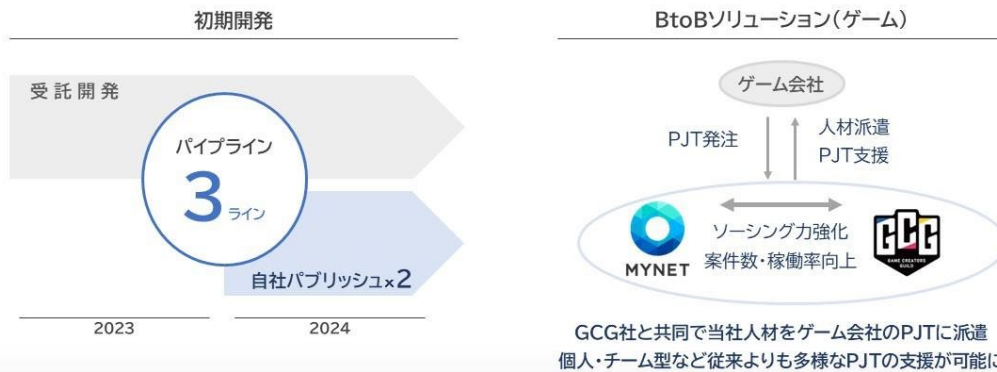 初期開発
受託開発
パイプライン
3ライン
自社パブリッシュ×2
2023
2024
BtoBソリューション(ゲーム)
ゲーム会社
PJT発注
人材派遣
PJT支援
ソーシング力強化
案件数・稼働率向上
MYNET
GCG
GAME CREATORS
GUILD
GCG社と共同で当社人材をゲーム会社のPJTに派遣
個人・チーム型など従来よりも多様なPJTの支援が可能に